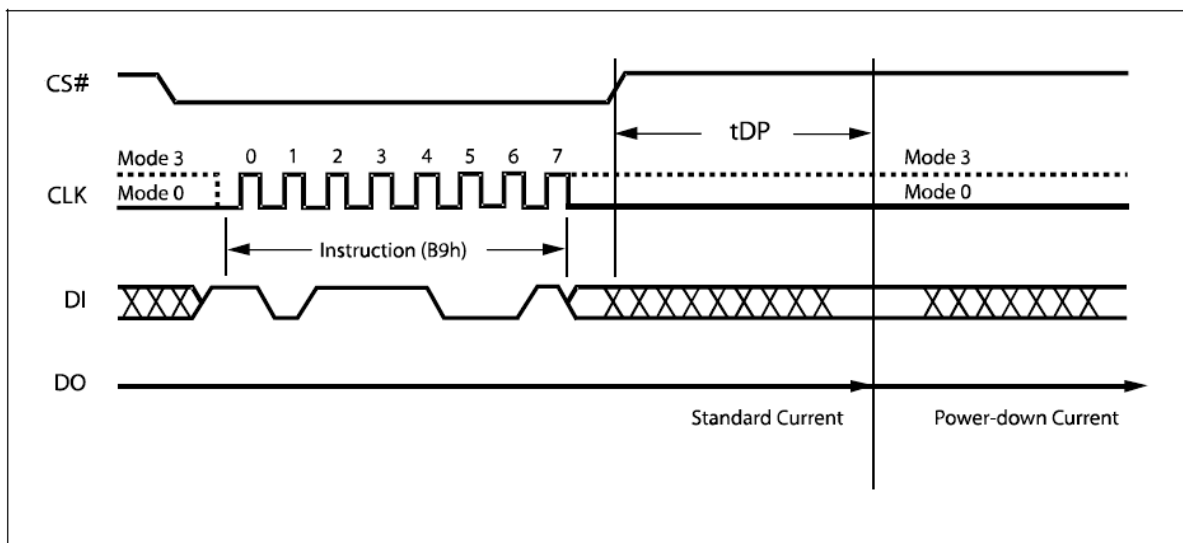 CS#
tDP
Mode 3
0 1 2 3 4 5 6 7
Mode 3
CLK
Mode 0
Mode 0
Instruction (B9h)
DI
DO
Standard Current
Power-down Current